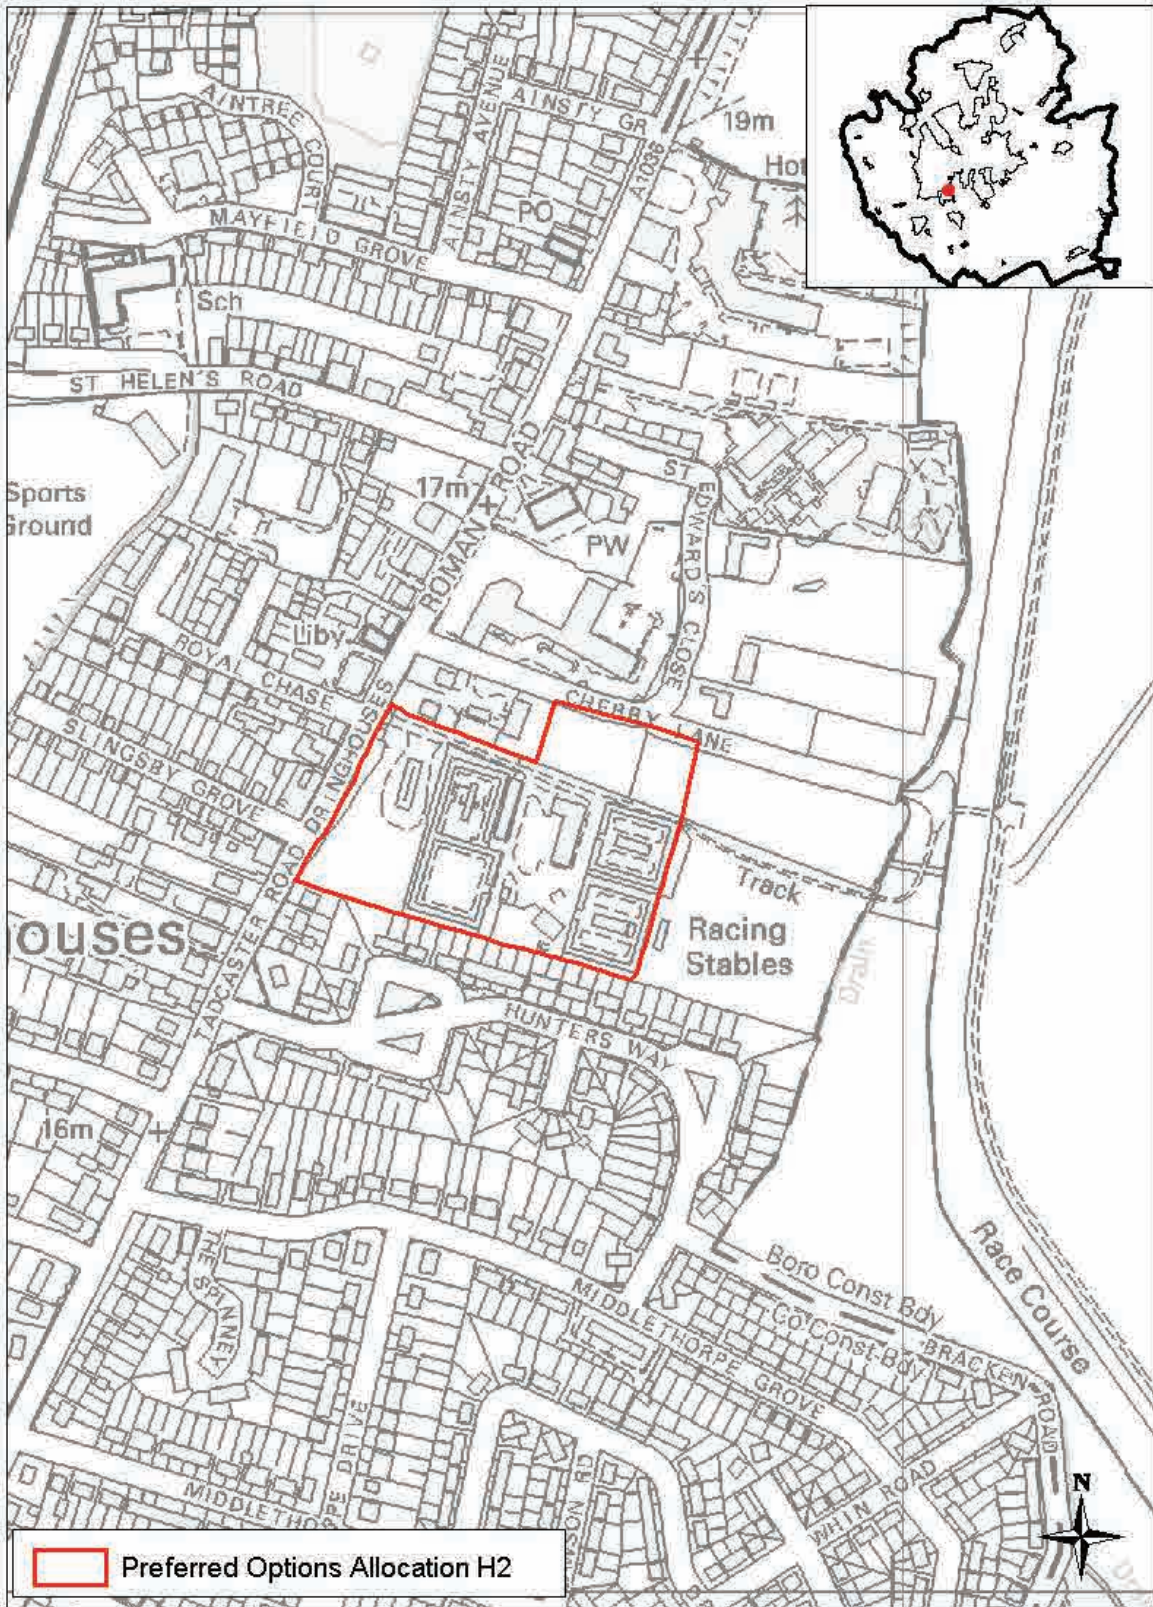 AINTREE COURT
AINSTY AVENUE
AINSTY GR
A1036
19m
PO
MAYFIELD GROVE
Sch
ST HELEN'S ROAD
ROMAN ROAD
17m
ST EDWARD'S CLOSE
Sports
Ground
PW
Liby
ROYAL CHASE
CHERRY LANE
SLINGSBY GROVE
DRINGHOUSES
TADCASTER ROAD
Track
ouses
Racing
Stables
Drain
HUNTERS WAY
16m
Race Course
Boro Const Bdy
Co Const Bdy
BRACKEN ROAD
THE SPINNEY
MIDDLETHORPE GROVE
DRIVE
WHIN ROAD
N
Preferred Options Allocation H2